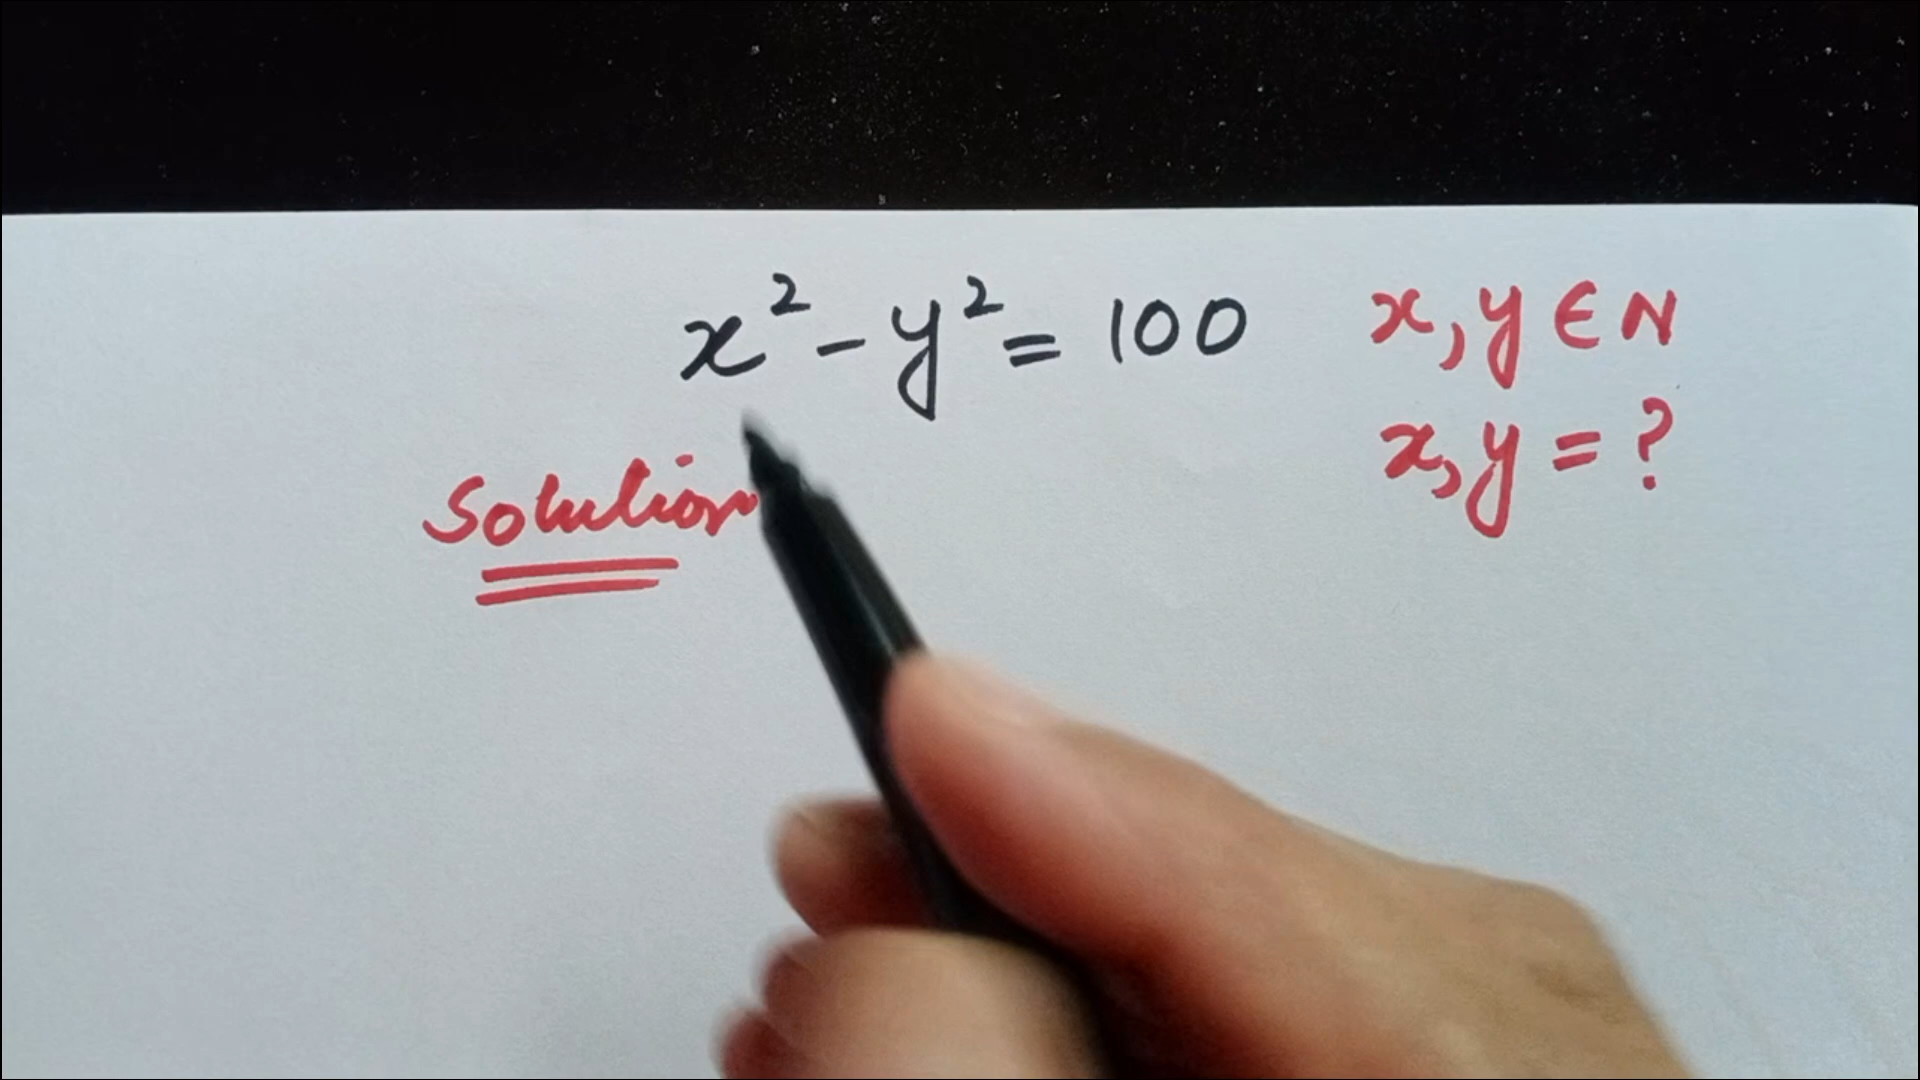 x² - y² = 100 x, y ∈ N
x, y = ?
Solution